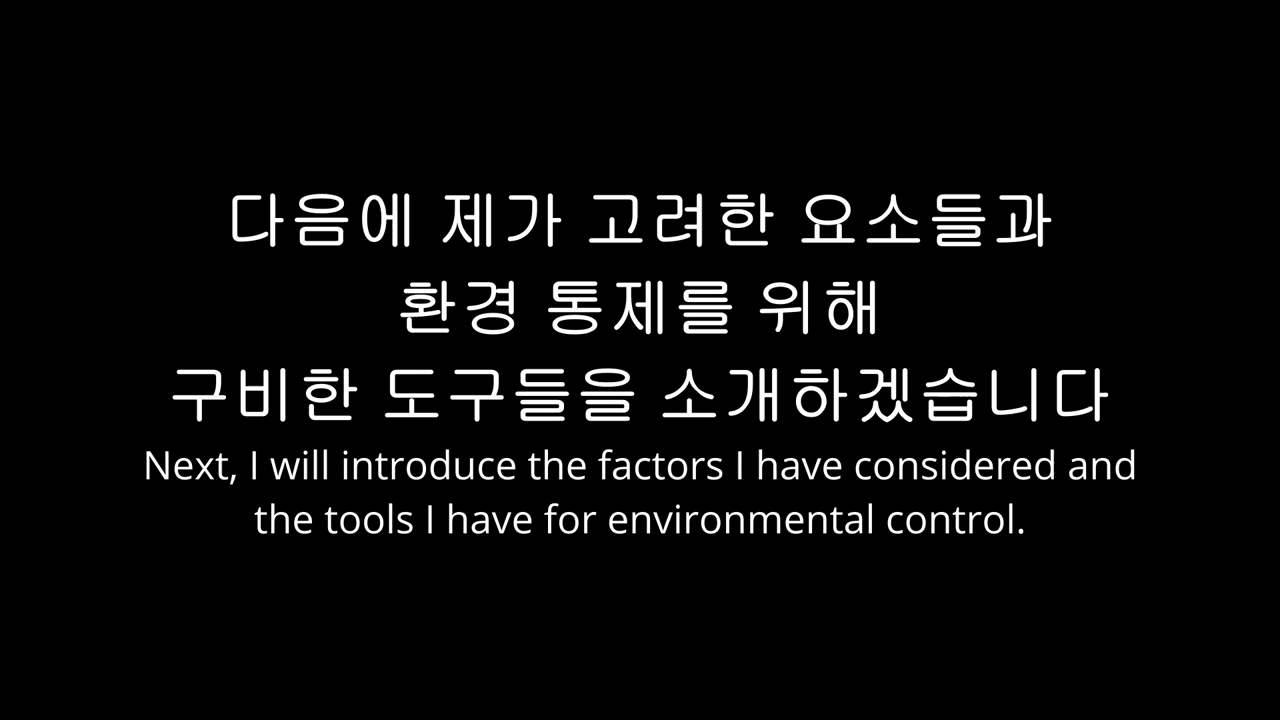 다음에 제가 고려한 요소들과
환경 통제를 위해
구비한 도구들을 소개하겠습니다
Next, I will introduce the factors I have considered and
the tools I have for environmental control.